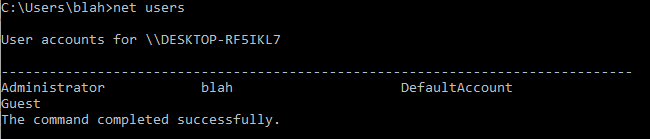 C:\Users\blah>net users
User accounts for \\DESKTOP-RF5IKL7
-------------------------------------------------------------------------------
Administrator            blah                     DefaultAccount
Guest
The command completed successfully.